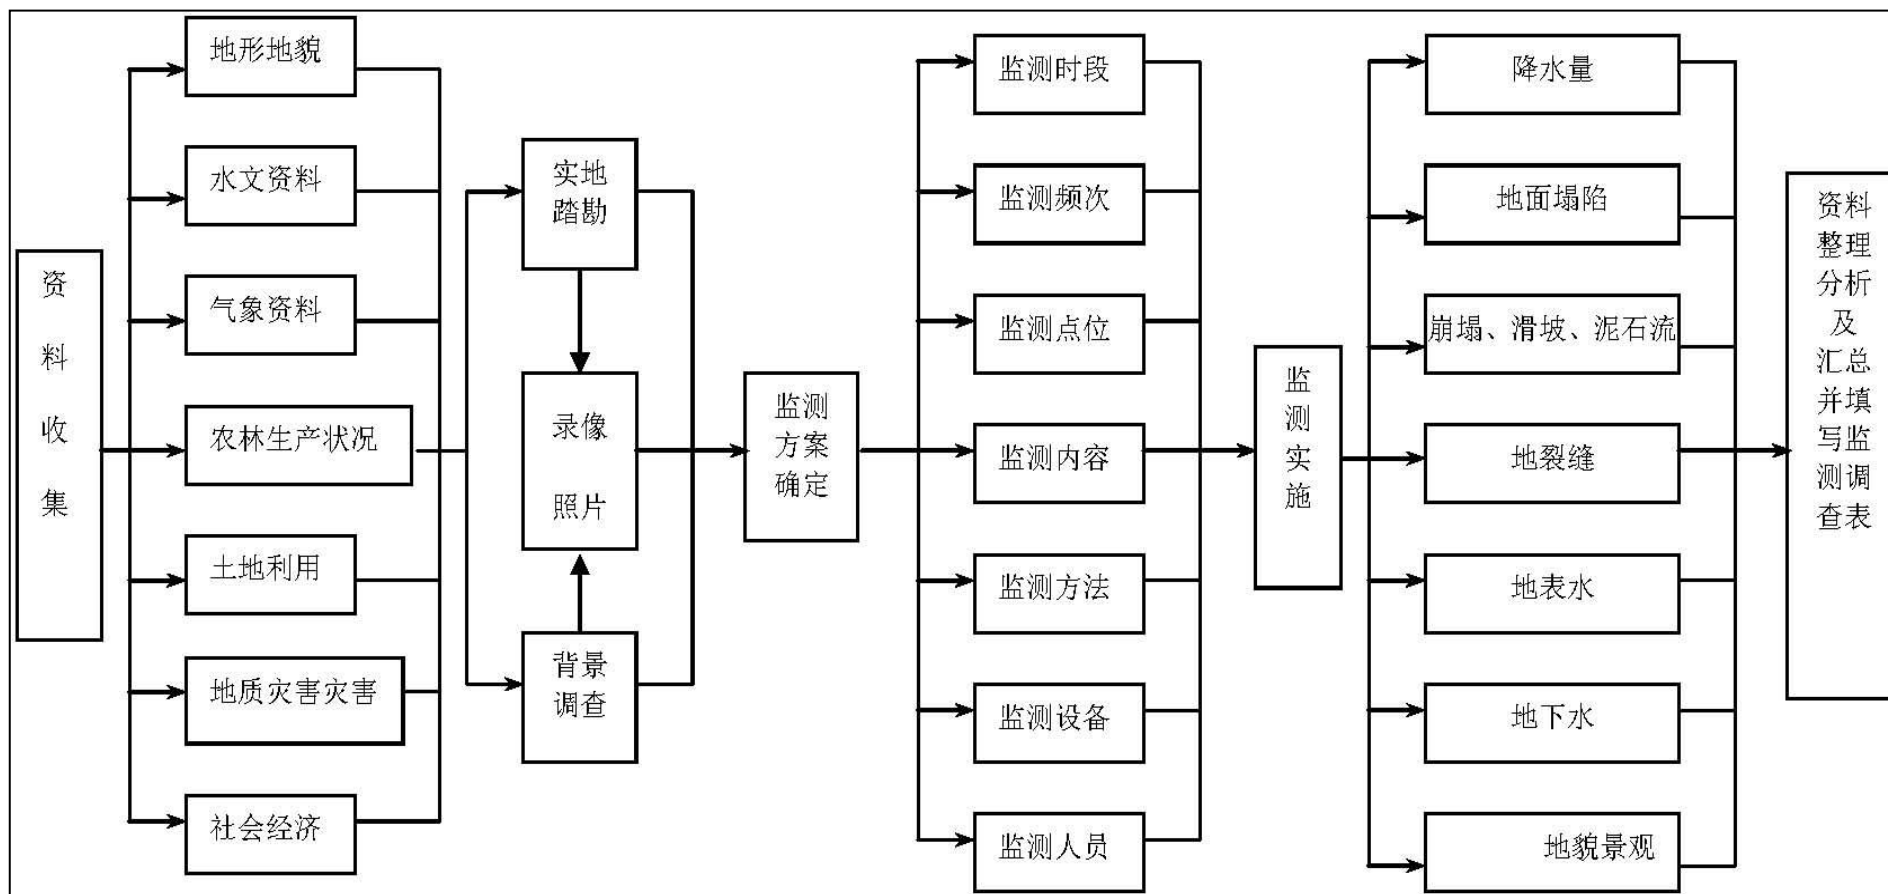 资
料
收
集
地形地貌
水文资料
气象资料
农林生产状况
土地利用
地质灾害灾害
社会经济
实地
踏勘
录像
照片
背景
调查
监测
方案
确定
监测时段
监测频次
监测点位
监测内容
监测方法
监测设备
监测人员
监
测
实
施
降水量
地面塌陷
崩塌、滑坡、泥石流
地裂缝
地表水
地下水
地貌景观
资料
整理
分析
及
汇总
并填
写监
测调
查表